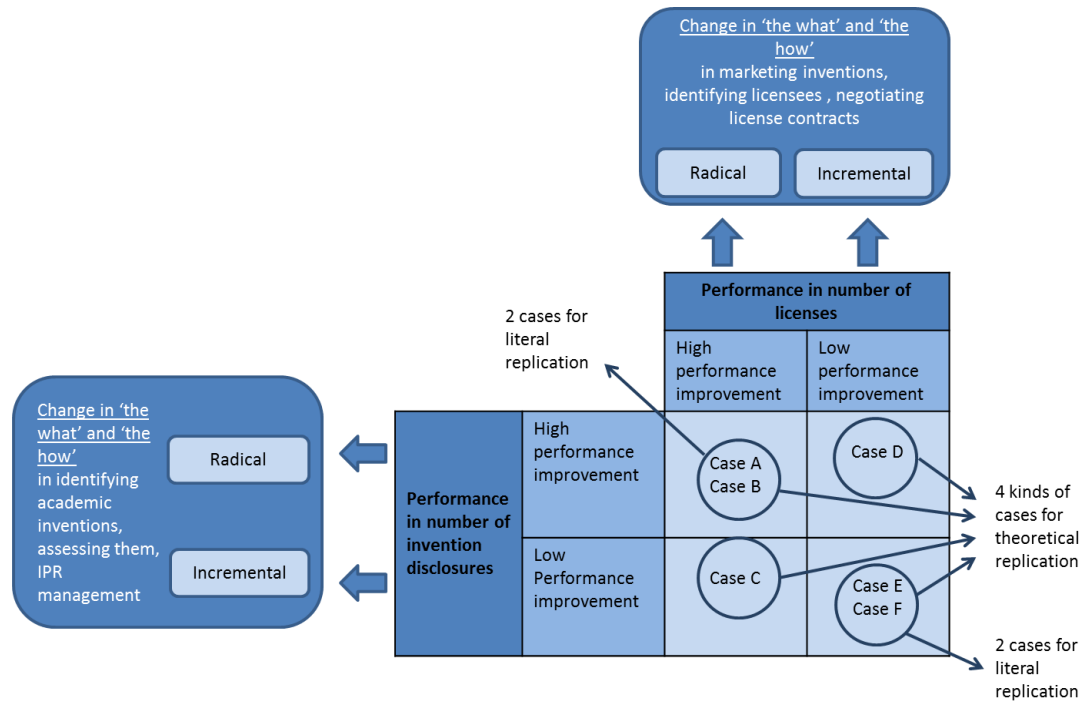 Change in ‘the what’ and ‘the
how’
in marketing inventions,
identifying licensees , negotiating
license contracts
Radical
Incremental
Performance in number of
licenses
2 cases for
literal
replication
High
performance
improvement
Low
performance
improvement
Change in ‘the
what’ and ‘the
how’
in identifying
academic
inventions,
assessing them,
IPR
management
Radical
Incremental
Performance
in number of
invention
disclosures
High
performance
improvement
Case A
Case B
Case D
4 kinds of
cases for
theoretical
replication
Low
Performance
improvement
Case C
Case E
Case F
2 cases for
literal
replication